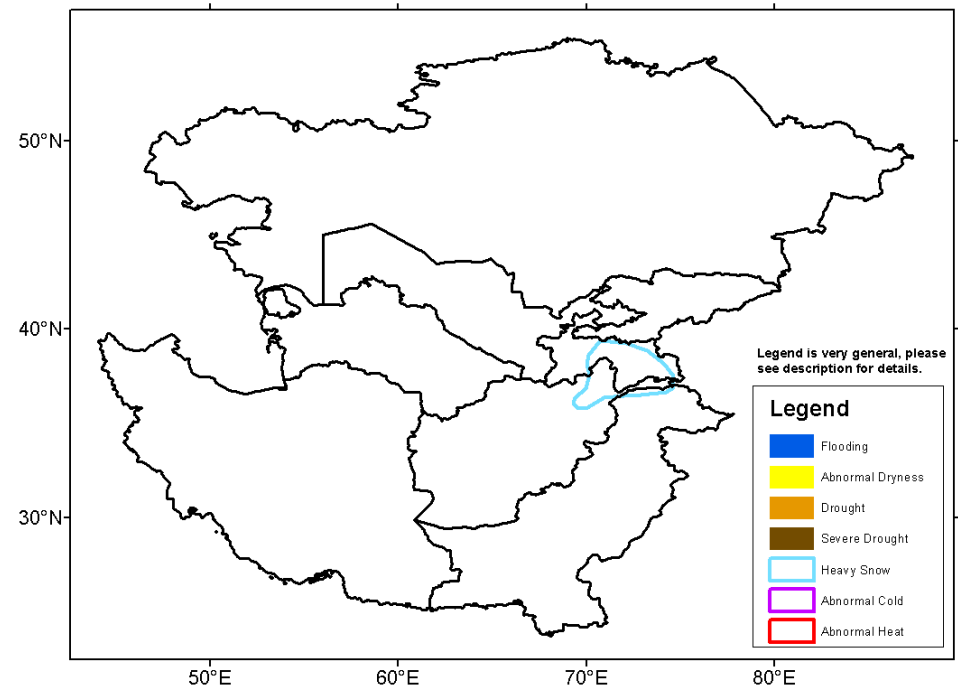 50°N
40°N
30°N
50°E
60°E
70°E
80°E
Legend is very general, please
see description for details.
Legend
Flooding
Abnormal Dryness
Drought
Severe Drought
Heavy Snow
Abnormal Cold
Abnormal Heat